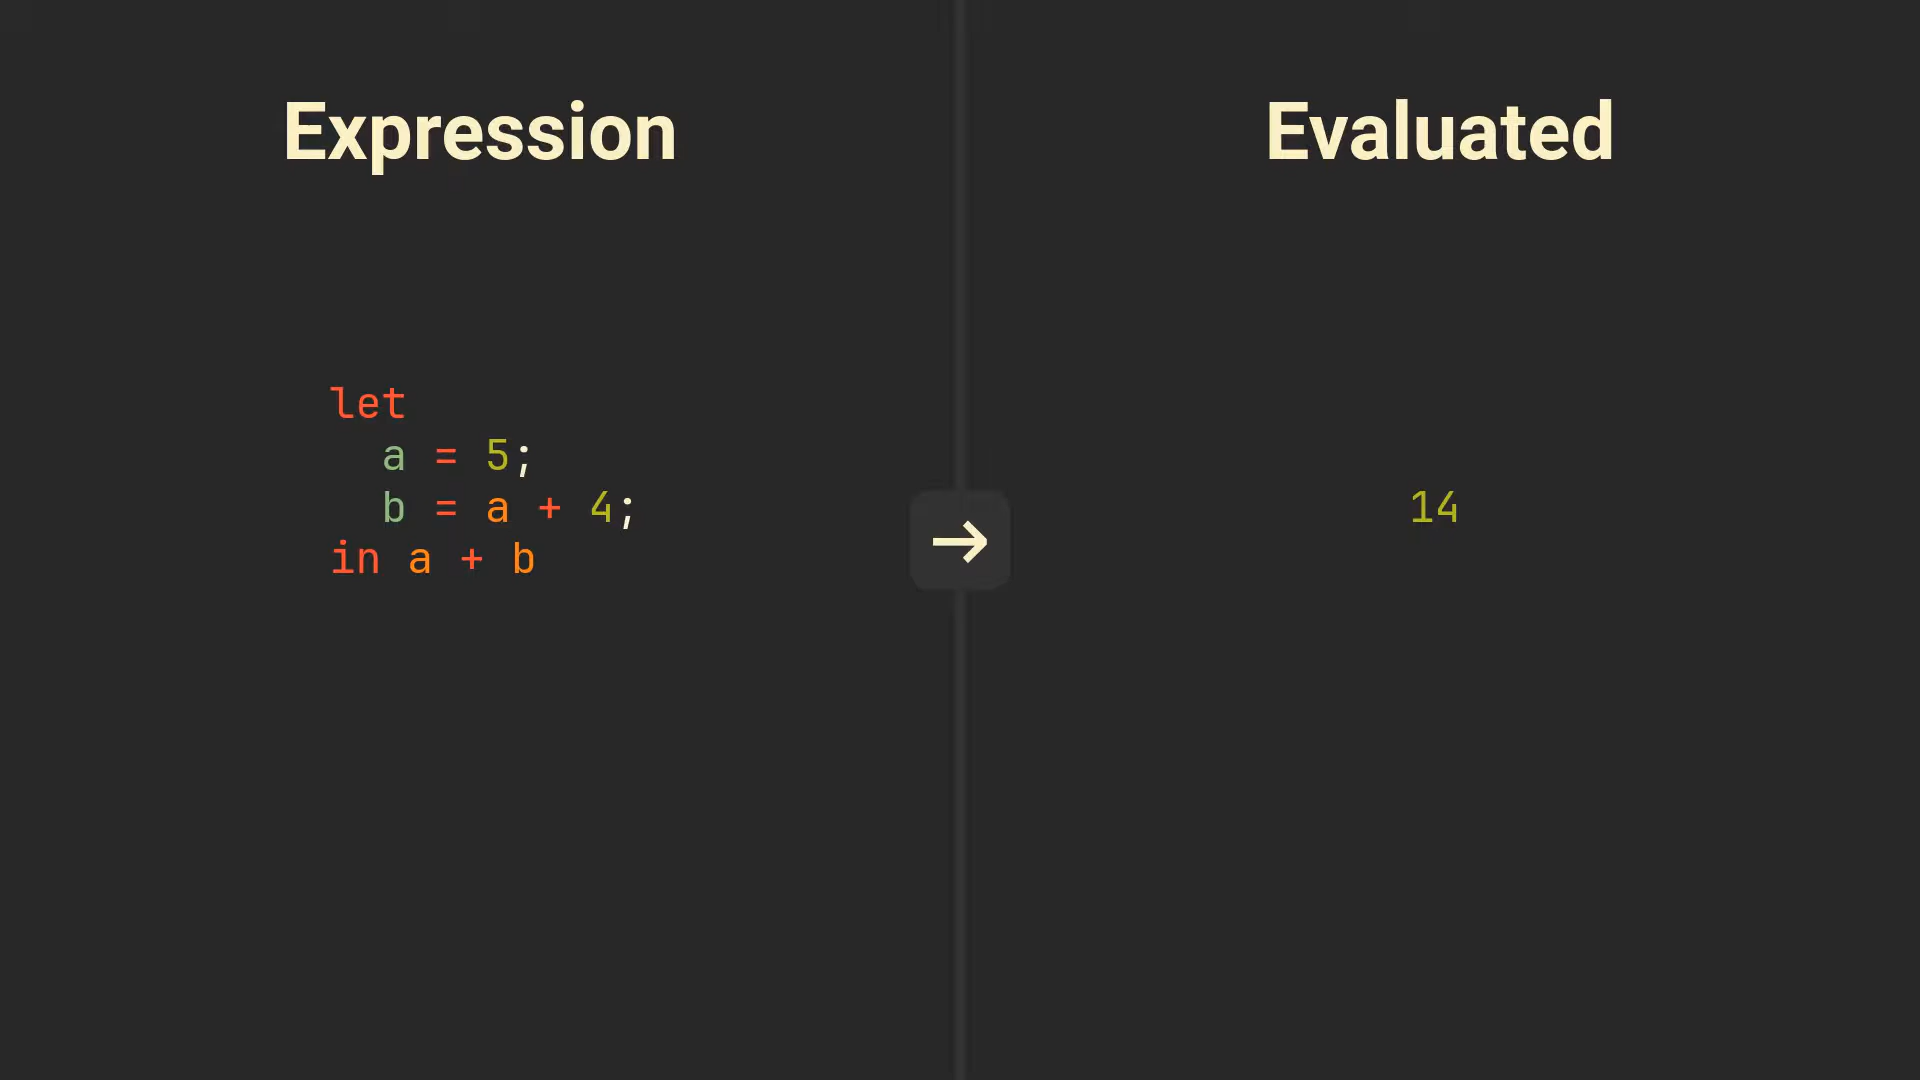 Expression
let
  a = 5;
  b = a + 4;
in a + b
→
Evaluated
14